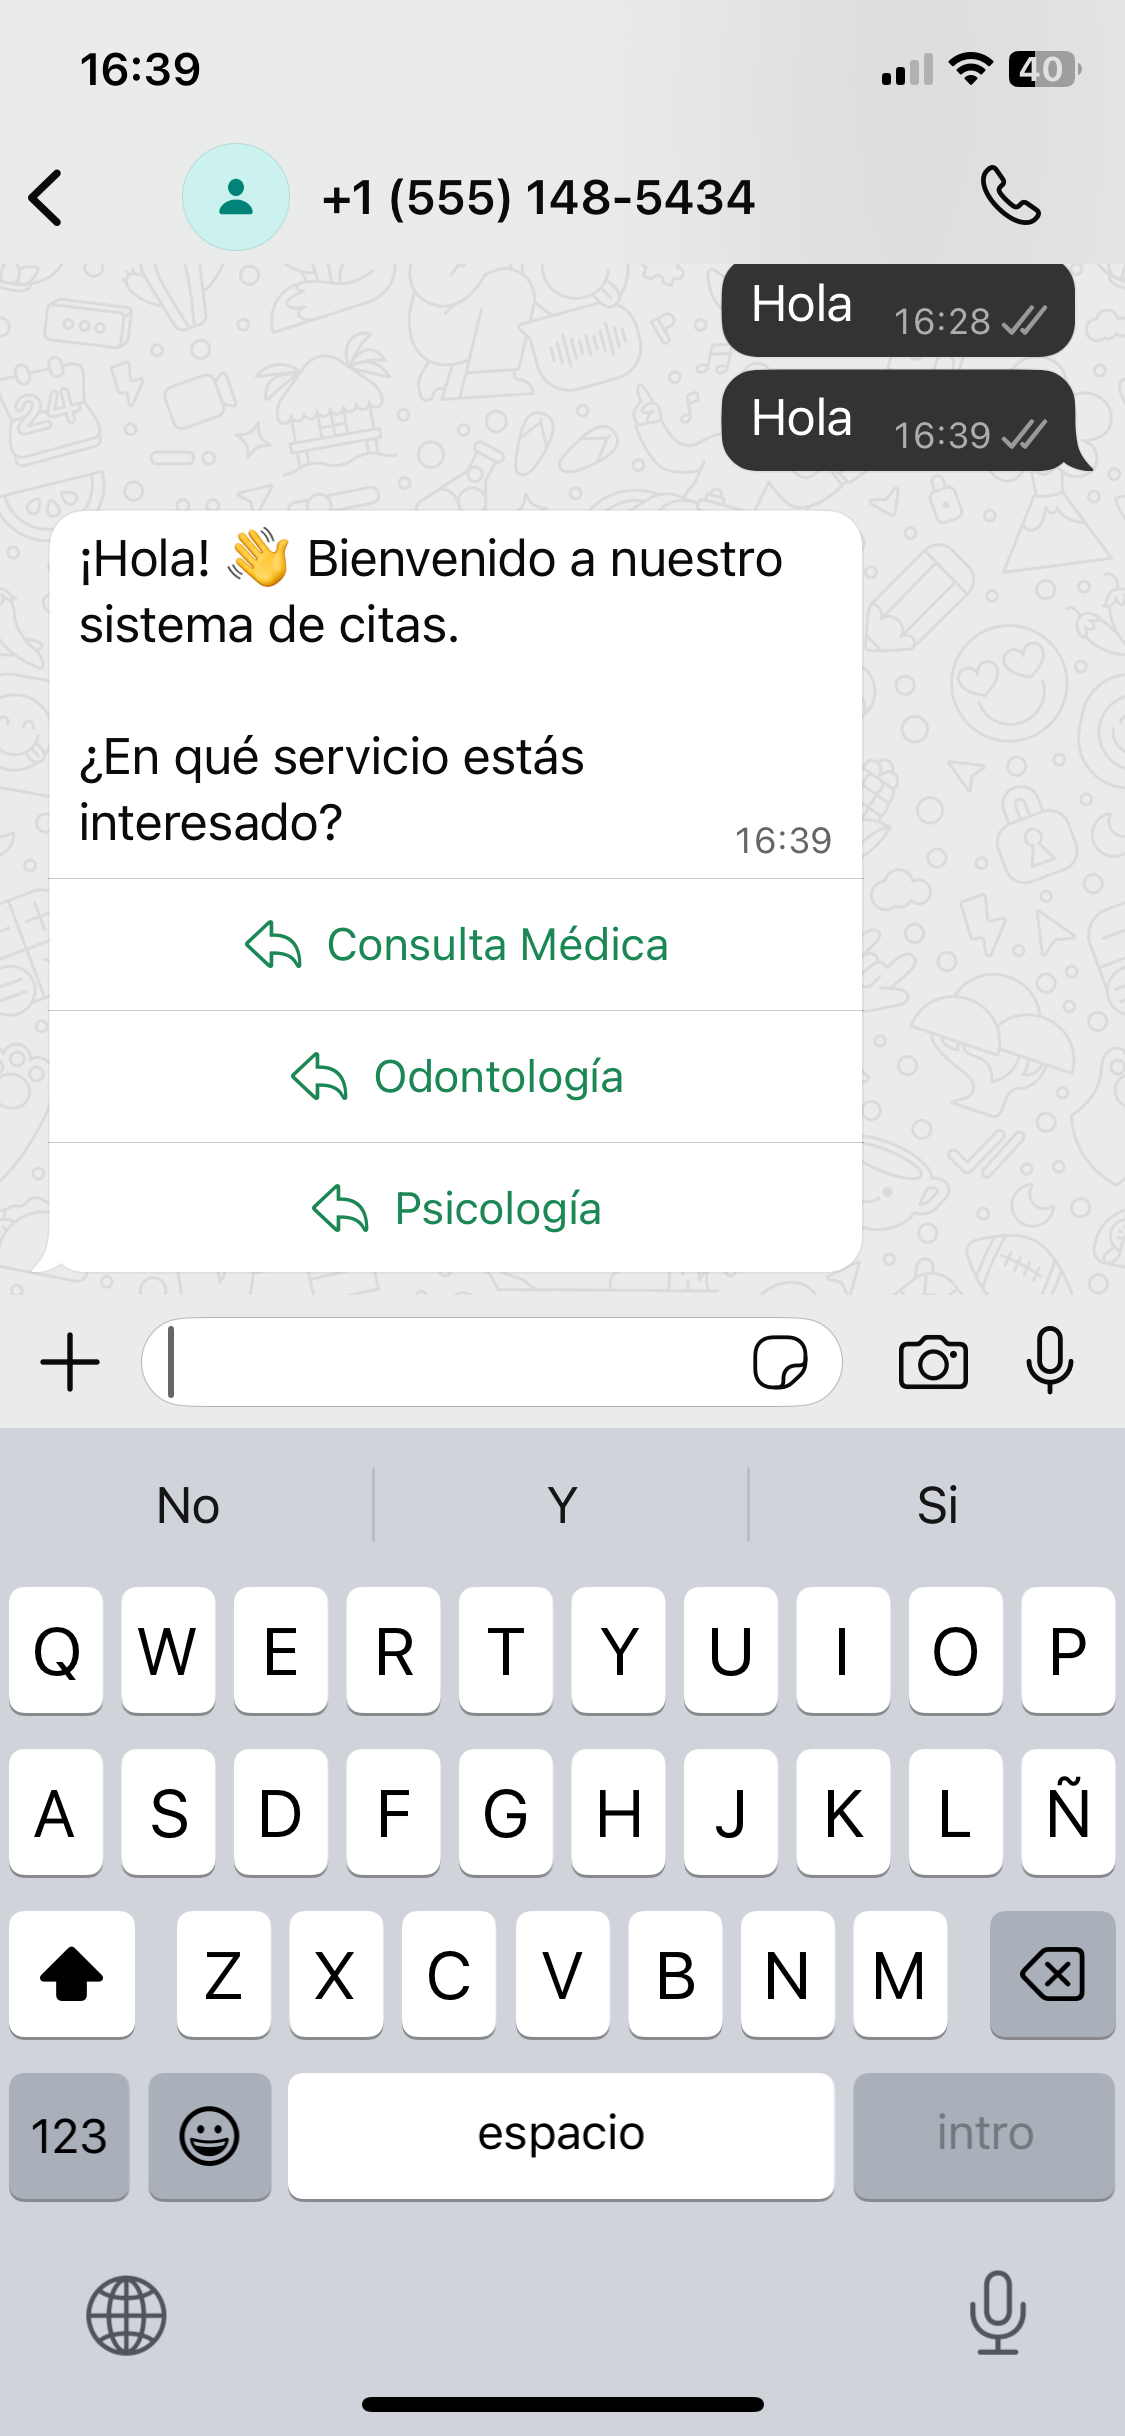 16:39
40
+1 (555) 148-5434
Hola 16:28
Hola 16:39
¡Hola! 👋 Bienvenido a nuestro
sistema de citas.
¿En qué servicio estás
interesado?
16:39
Consulta Médica
Odontología
Psicología
No Y Si
Q W E R T Y U I O P
A S D F G H J K L Ñ
Z X C V B N M
123 espacio intro